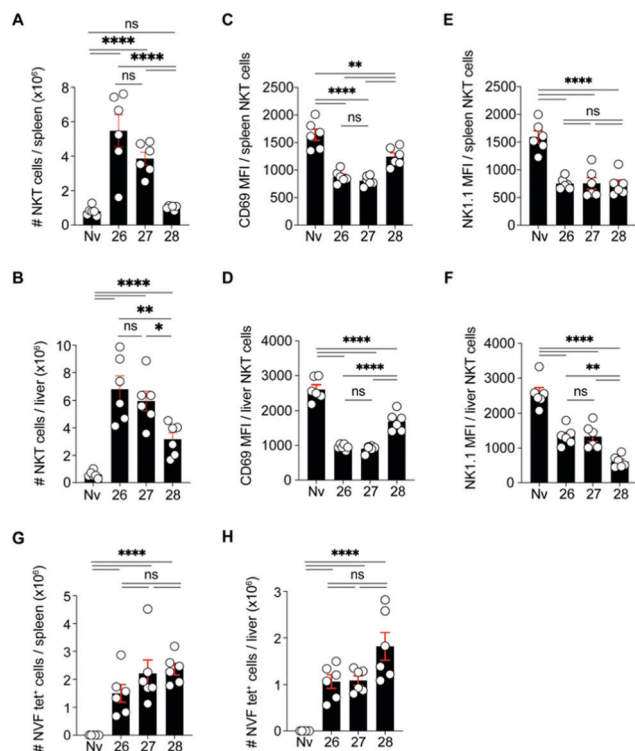 A
ns
****
****
ns
# NKT cells / spleen (x10⁶)
8
6
4
2
0
Nv 26 27 28
C
**
****
ns
CD69 MFI / spleen NKT cells
2500
2000
1500
1000
500
0
Nv 26 27 28
E
****
ns
NK1.1 MFI / spleen NKT cells
2500
2000
1500
1000
500
0
Nv 26 27 28
B
****
**
ns *
# NKT cells / liver (x10⁶)
10
8
6
4
2
0
Nv 26 27 28
D
****
****
ns
CD69 MFI / liver NKT cells
4000
3000
2000
1000
0
Nv 26 27 28
F
****
**
ns
NK1.1 MFI / liver NKT cells
4000
3000
2000
1000
0
Nv 26 27 28
G
****
ns
# NVF tet⁺ cells / spleen (x10⁶)
5
4
3
2
1
0
Nv 26 27 28
H
****
ns
# NVF tet⁺ cells / liver (x10⁶)
3
2
1
0
Nv 26 27 28